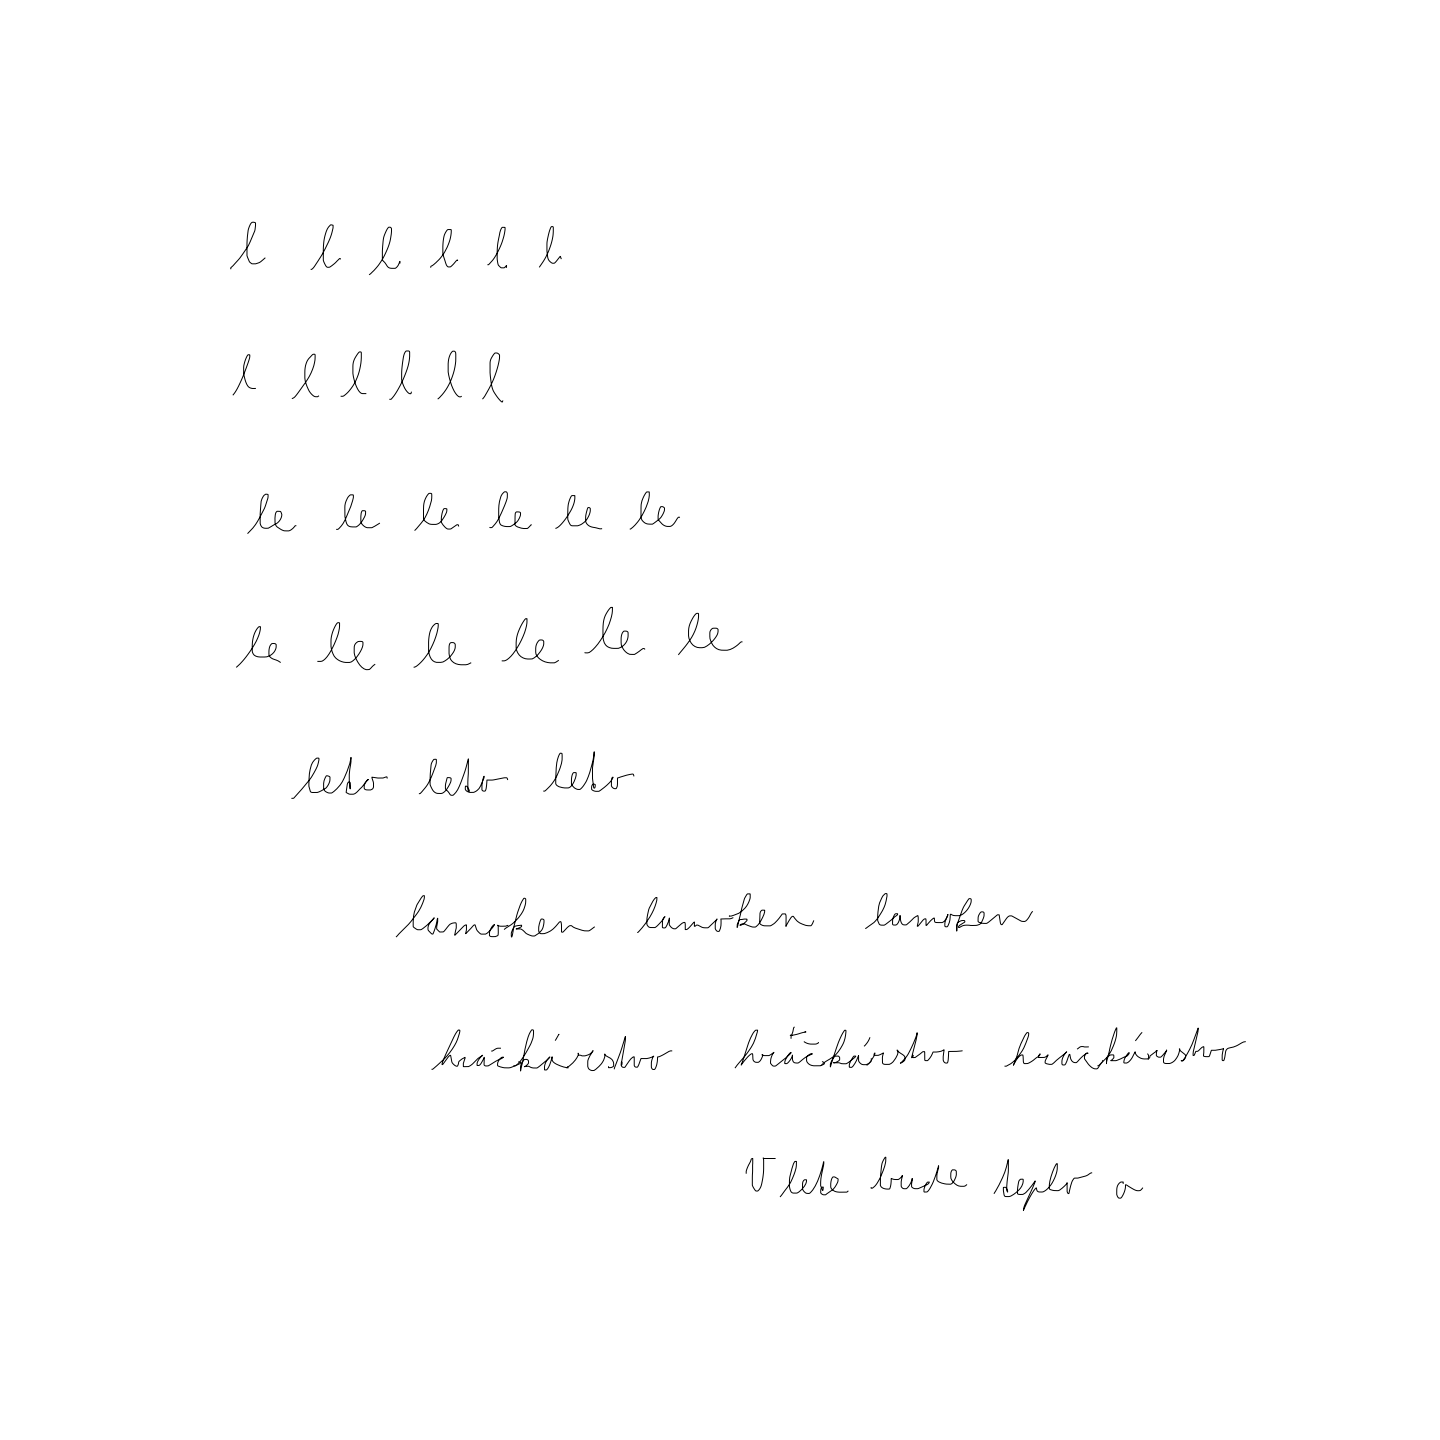 l l l l l l
l l l l l l
le le le le le le
le le le le le le
leto leto leto
lamoken lamoken lamoken
hračkárstvo hračkárstvo hračkárstvo
V lete bude teplo a